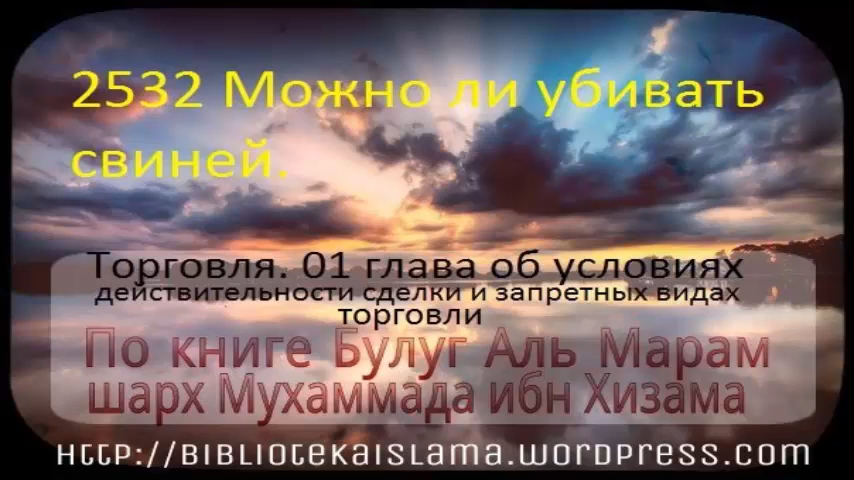 2532 Можно ли убивать
свиней.
Торговля. 01 глава об условиях
действительности сделки и запретных видах
торговли
По книге Булуг Аль Марам
шарх Мухаммада ибн Хизама
http://bibliotekaislama.wordpress.com